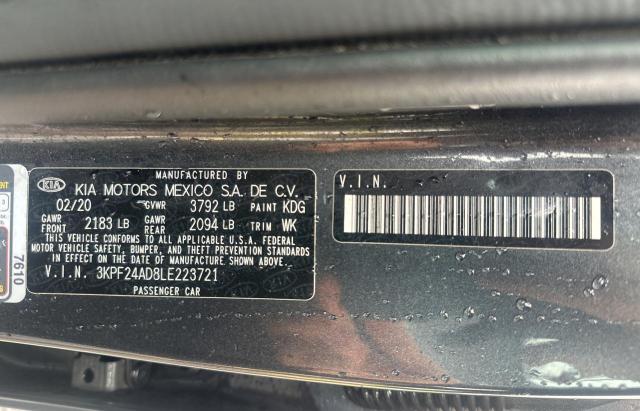 MANUFACTURED BY
KIA KIA MOTORS MEXICO S.A. DE C.V.
02/20 GVWR 3792 LB PAINT KDG
GAWR FRONT 2183 LB GAWR REAR 2094 LB TRIM WK
THIS VEHICLE CONFORMS TO ALL APPLICABLE U.S.A. FEDERAL
MOTOR VEHICLE SAFETY, BUMPER, AND THEFT PREVENTION
STANDARDS IN EFFECT ON THE DATE OF MANUFACTURE SHOWN ABOVE.
V.I.N. 3KPF24AD8LE223721
PASSENGER CAR
V.I.N.
7610